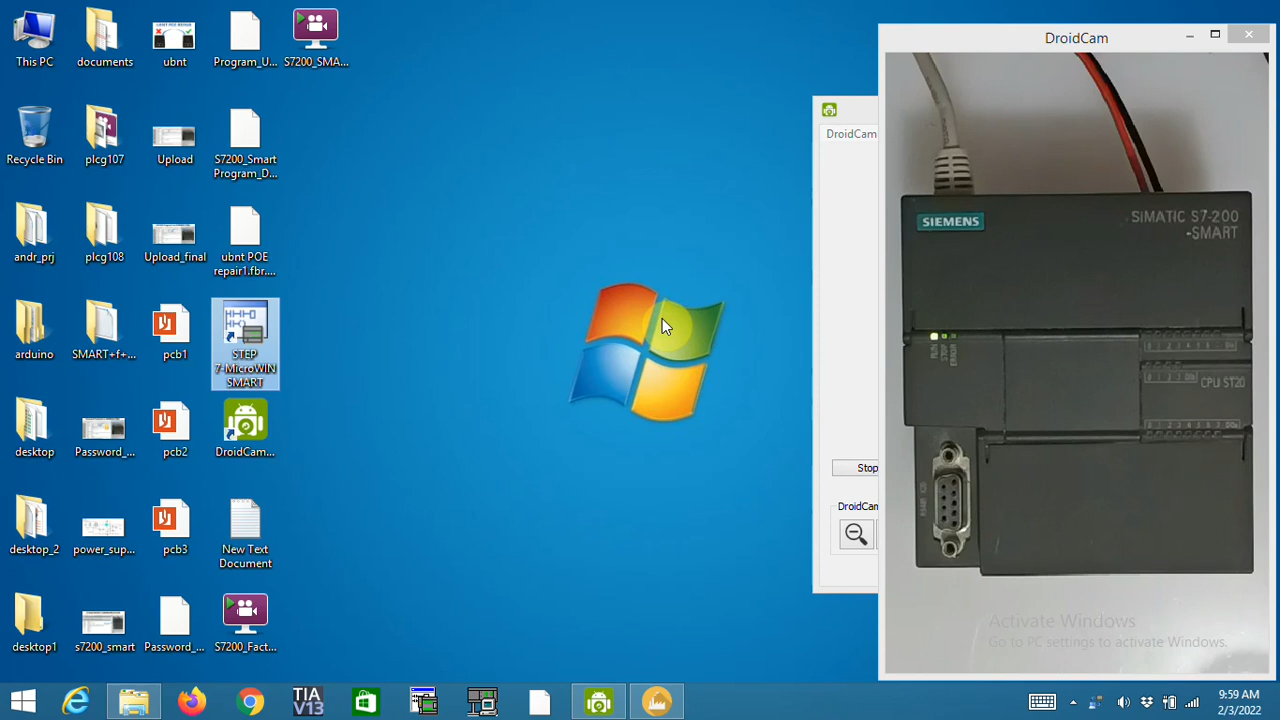 This PC
documents
ubnt
Program_U...
S7200_SMA...
Recycle Bin
plcg107
Upload
S7200_Smart
Program_D...
andr_prj
plcg108
Upload_final
ubnt POE
repair1.fbr....
arduino
SMART+f+...
pcb1
STEP
7-MicroWIN
SMART
desktop
Password_...
pcb2
DroidCam...
desktop_2
power_sup...
pcb3
New Text
Document
desktop1
s7200_smart
Password_...
S7200_Fact...
DroidCam
Stop
DroidCam
DroidCam
SIEMENS
SIMATIC S7-200
-SMART
RUN
STOP
ERROR
CPU ST20
Activate Windows
Go to PC settings to activate Windows.
TIA
V13
9:59 AM
2/3/2022